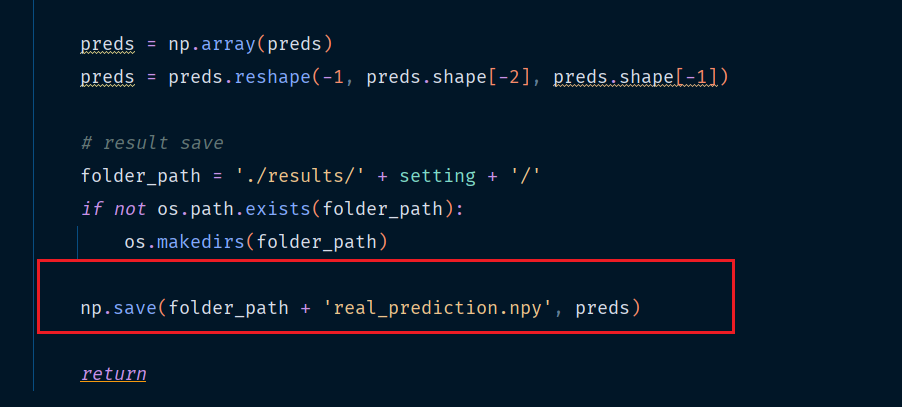 preds = np.array(preds)
preds = preds.reshape(-1, preds.shape[-2], preds.shape[-1])
# result save
folder_path = './results/' + setting + '/'
if not os.path.exists(folder_path):
os.makedirs(folder_path)
np.save(folder_path + 'real_prediction.npy', preds)
return